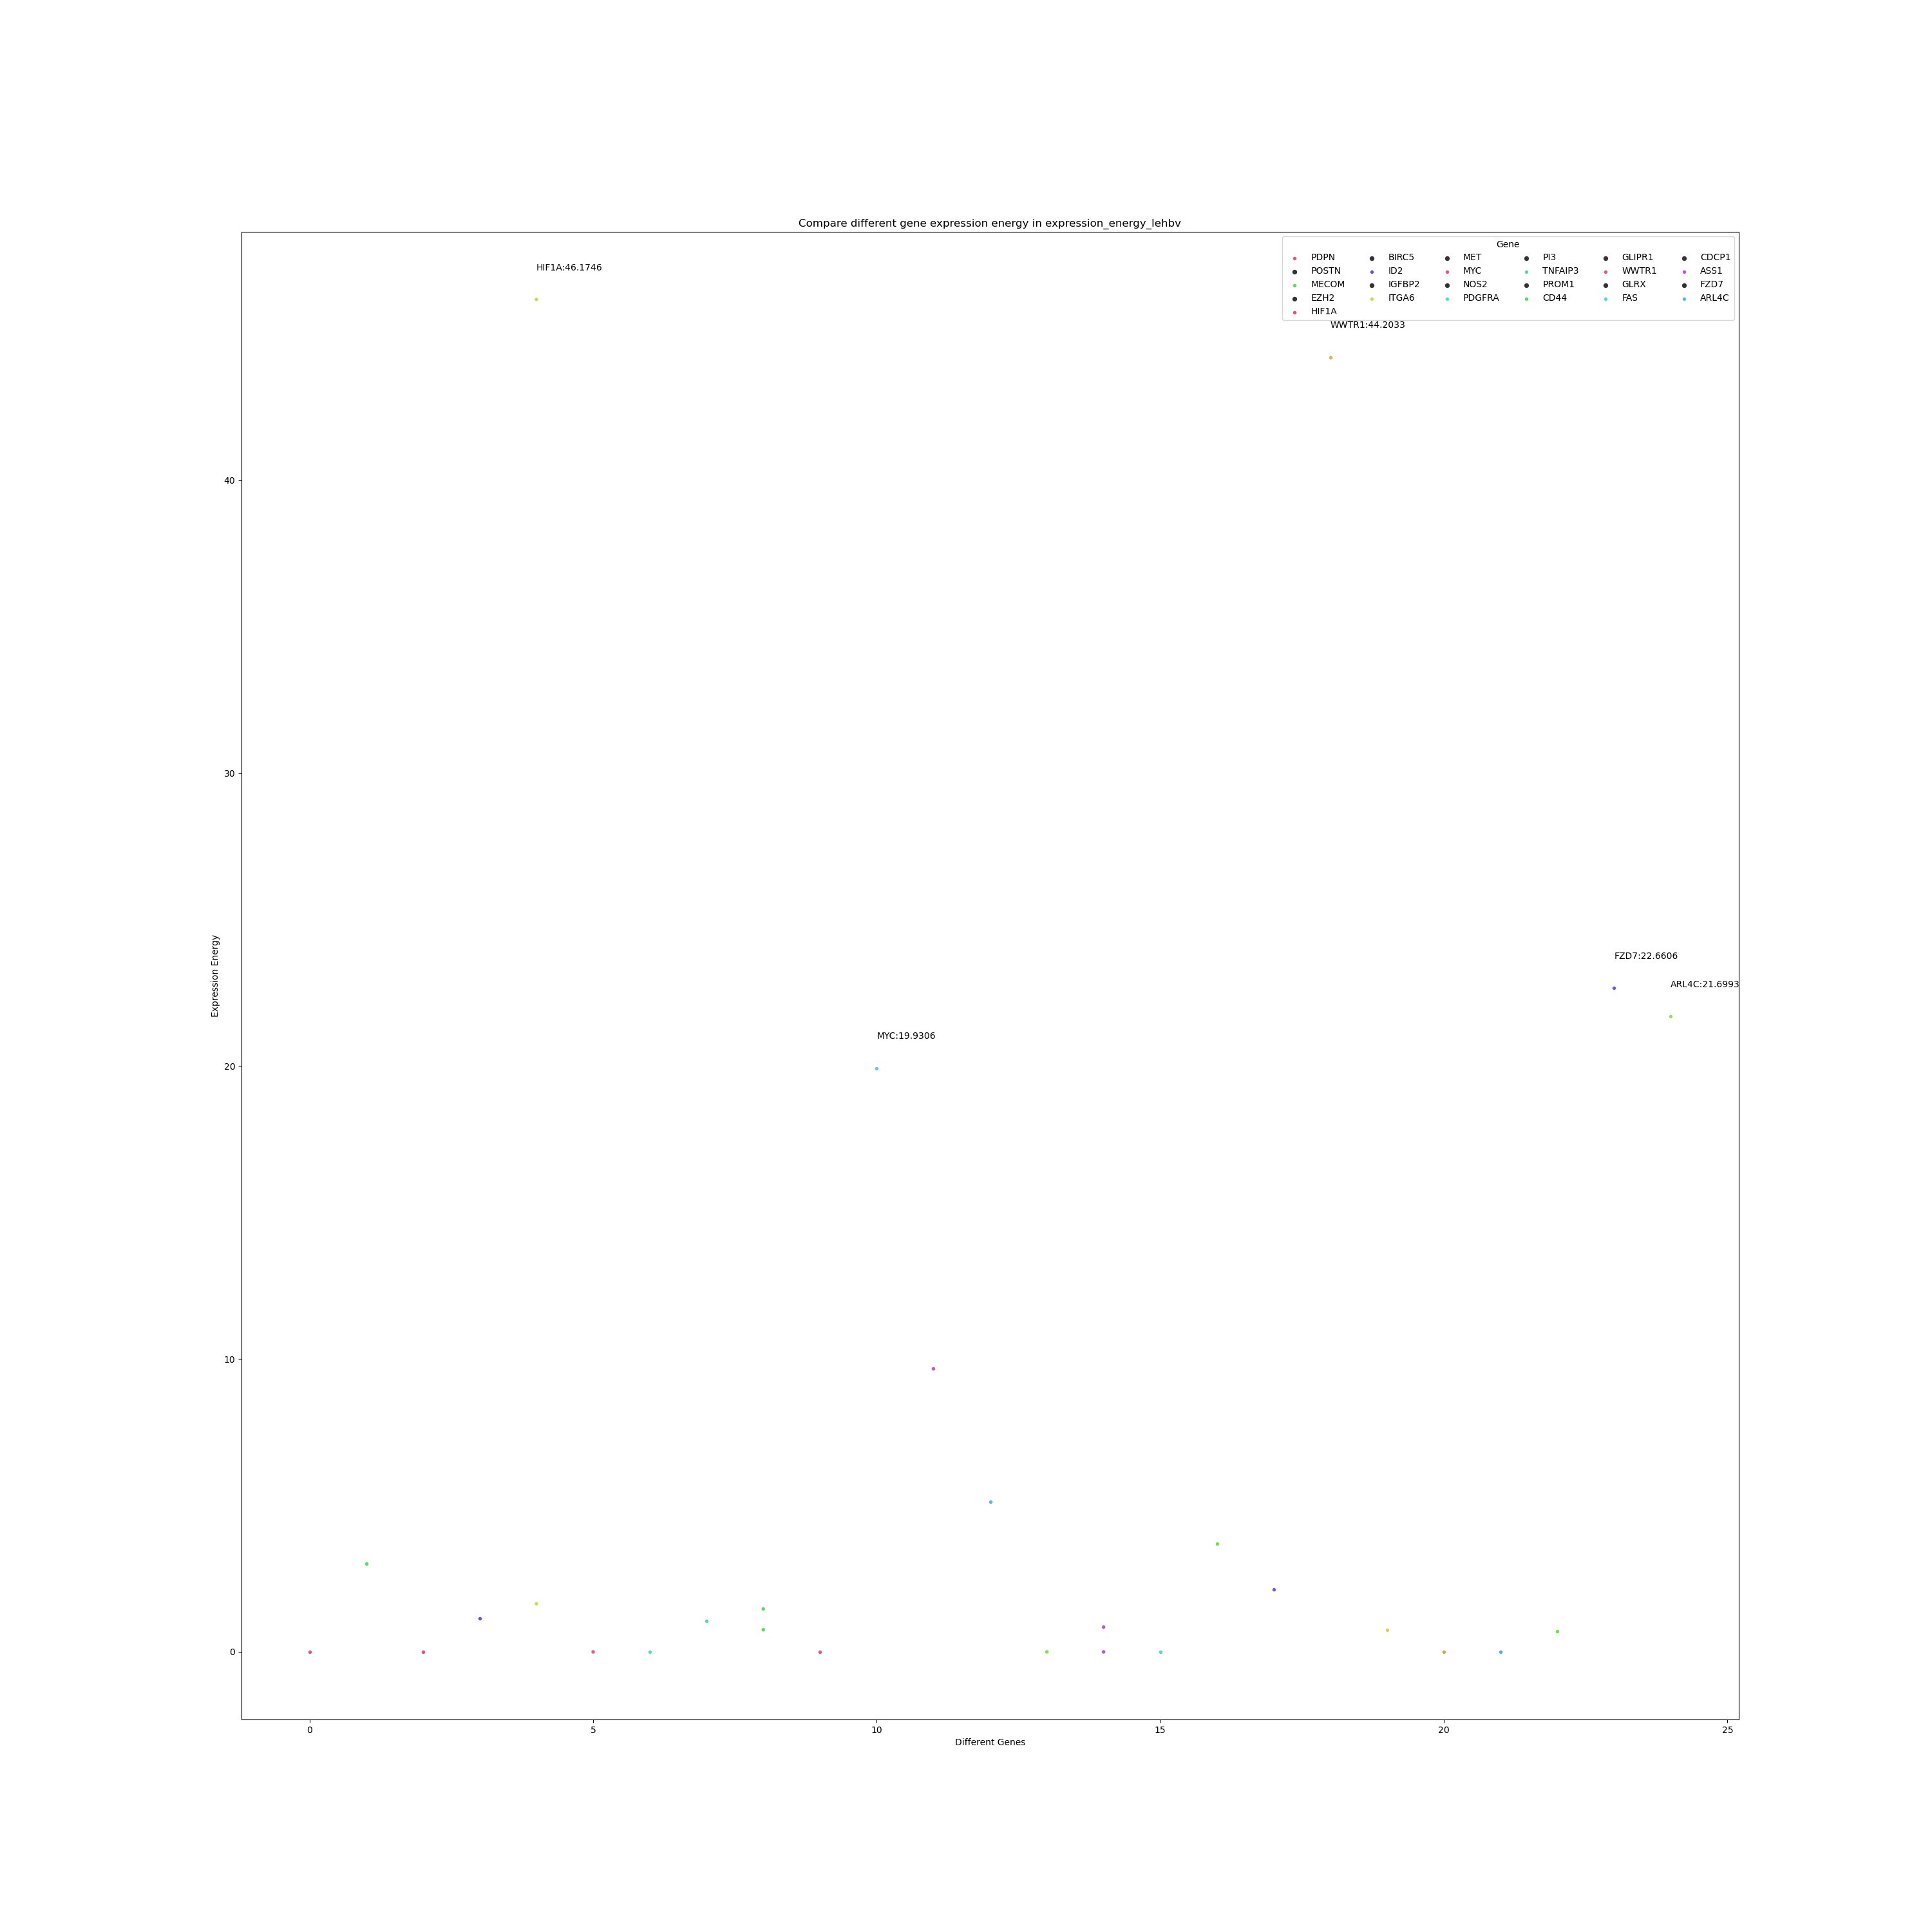 Compare different gene expression energy in expression_energy_lehbv
Gene
PDPN BIRC5 MET PI3 GLIPR1 CDCP1
POSTN ID2 MYC TNFAIP3 WWTR1 ASS1
MECOM IGFBP2 NOS2 PROM1 GLRX FZD7
EZH2 ITGA6 PDGFRA CD44 FAS ARL4C
HIF1A
HIF1A:46.1746
WWTR1:44.2033
FZD7:22.6606
ARL4C:21.6993
MYC:19.9306
Expression Energy
40
30
20
10
0
0 5 10 15 20 25
Different Genes